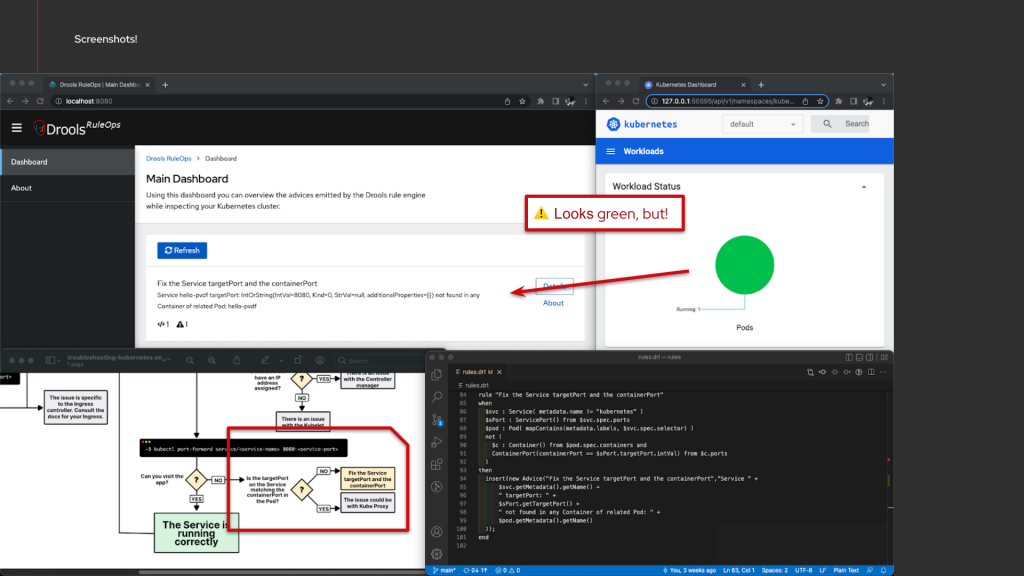 Screenshots!
Drools RuleOps | Main Dashb
Kubernetes Dashboard
localhost:8080
127.0.0.1:50595/api/v1/namespaces/kube...
Drools RuleOps
kubernetes
default
Search
Workloads
Dashboard
About
Drools RuleOps > Dashboard
Main Dashboard
Using this dashboard you can overview the advices emitted by the Drools rule engine
while inspecting your Kubernetes cluster.
Workload Status
⚠ Looks green, but!
Refresh
Fix the Service targetPort and the containerPort
Service hello-pvdf targetPort: IntOrString(IntVal=8080, Kind=0, StrVal=null, additionalProperties={}) not found in any
Container of related Pod: hello-pvdf
About
</> 1 ▲ 1
Running: 1
Pods
troubleshooting-kubernetes.en_...
1 page
Search
have an IP
address
assigned?
?
YES
issue
with the Controller
manager
NO
There is an issue
with the Kubelet
The issue is specific
to the Ingress
controller. Consult the
docs for your Ingress.
~$ kubectl port-forward service/<service-name> 8080:<service-port>
Can you visit the
app?
?
NO
YES
Is the targetPort
on the Service
matching the
containerPort in
the Pod?
?
NO
Fix the Service
targetPort and the
containerPort
YES
The issue could be
with Kube Proxy
The Service is
running
correctly
rules.drl — rules
rules.drl M
rules.drl
84 rule "Fix the Service targetPort and the containerPort"
85 when
86 $svc : Service( metadata.name != "kubernetes" )
87 $sPort : ServicePort() from $svc.spec.ports
88 $pod : Pod( mapContains(metadata.labels, $svc.spec.selector) )
89 not (
90 $c : Container() from $pod.spec.containers and
91 ContainerPort(containerPort == $sPort.targetPort.intVal) from $c.ports
92 )
93 then
94 insert(new Advice("Fix the Service targetPort and the containerPort","Service " +
95 $svc.getMetadata().getName() +
96 " targetPort: " +
97 $sPort.getTargetPort() +
98 " not found in any Container of related Pod: " +
99 $pod.getMetadata().getName()
100 ));
101 end
102
main* 0↓ 1↑ 0 0
You, 3 weeks ago Ln 83, Col 1 Spaces: 2 UTF-8 LF Plain Text